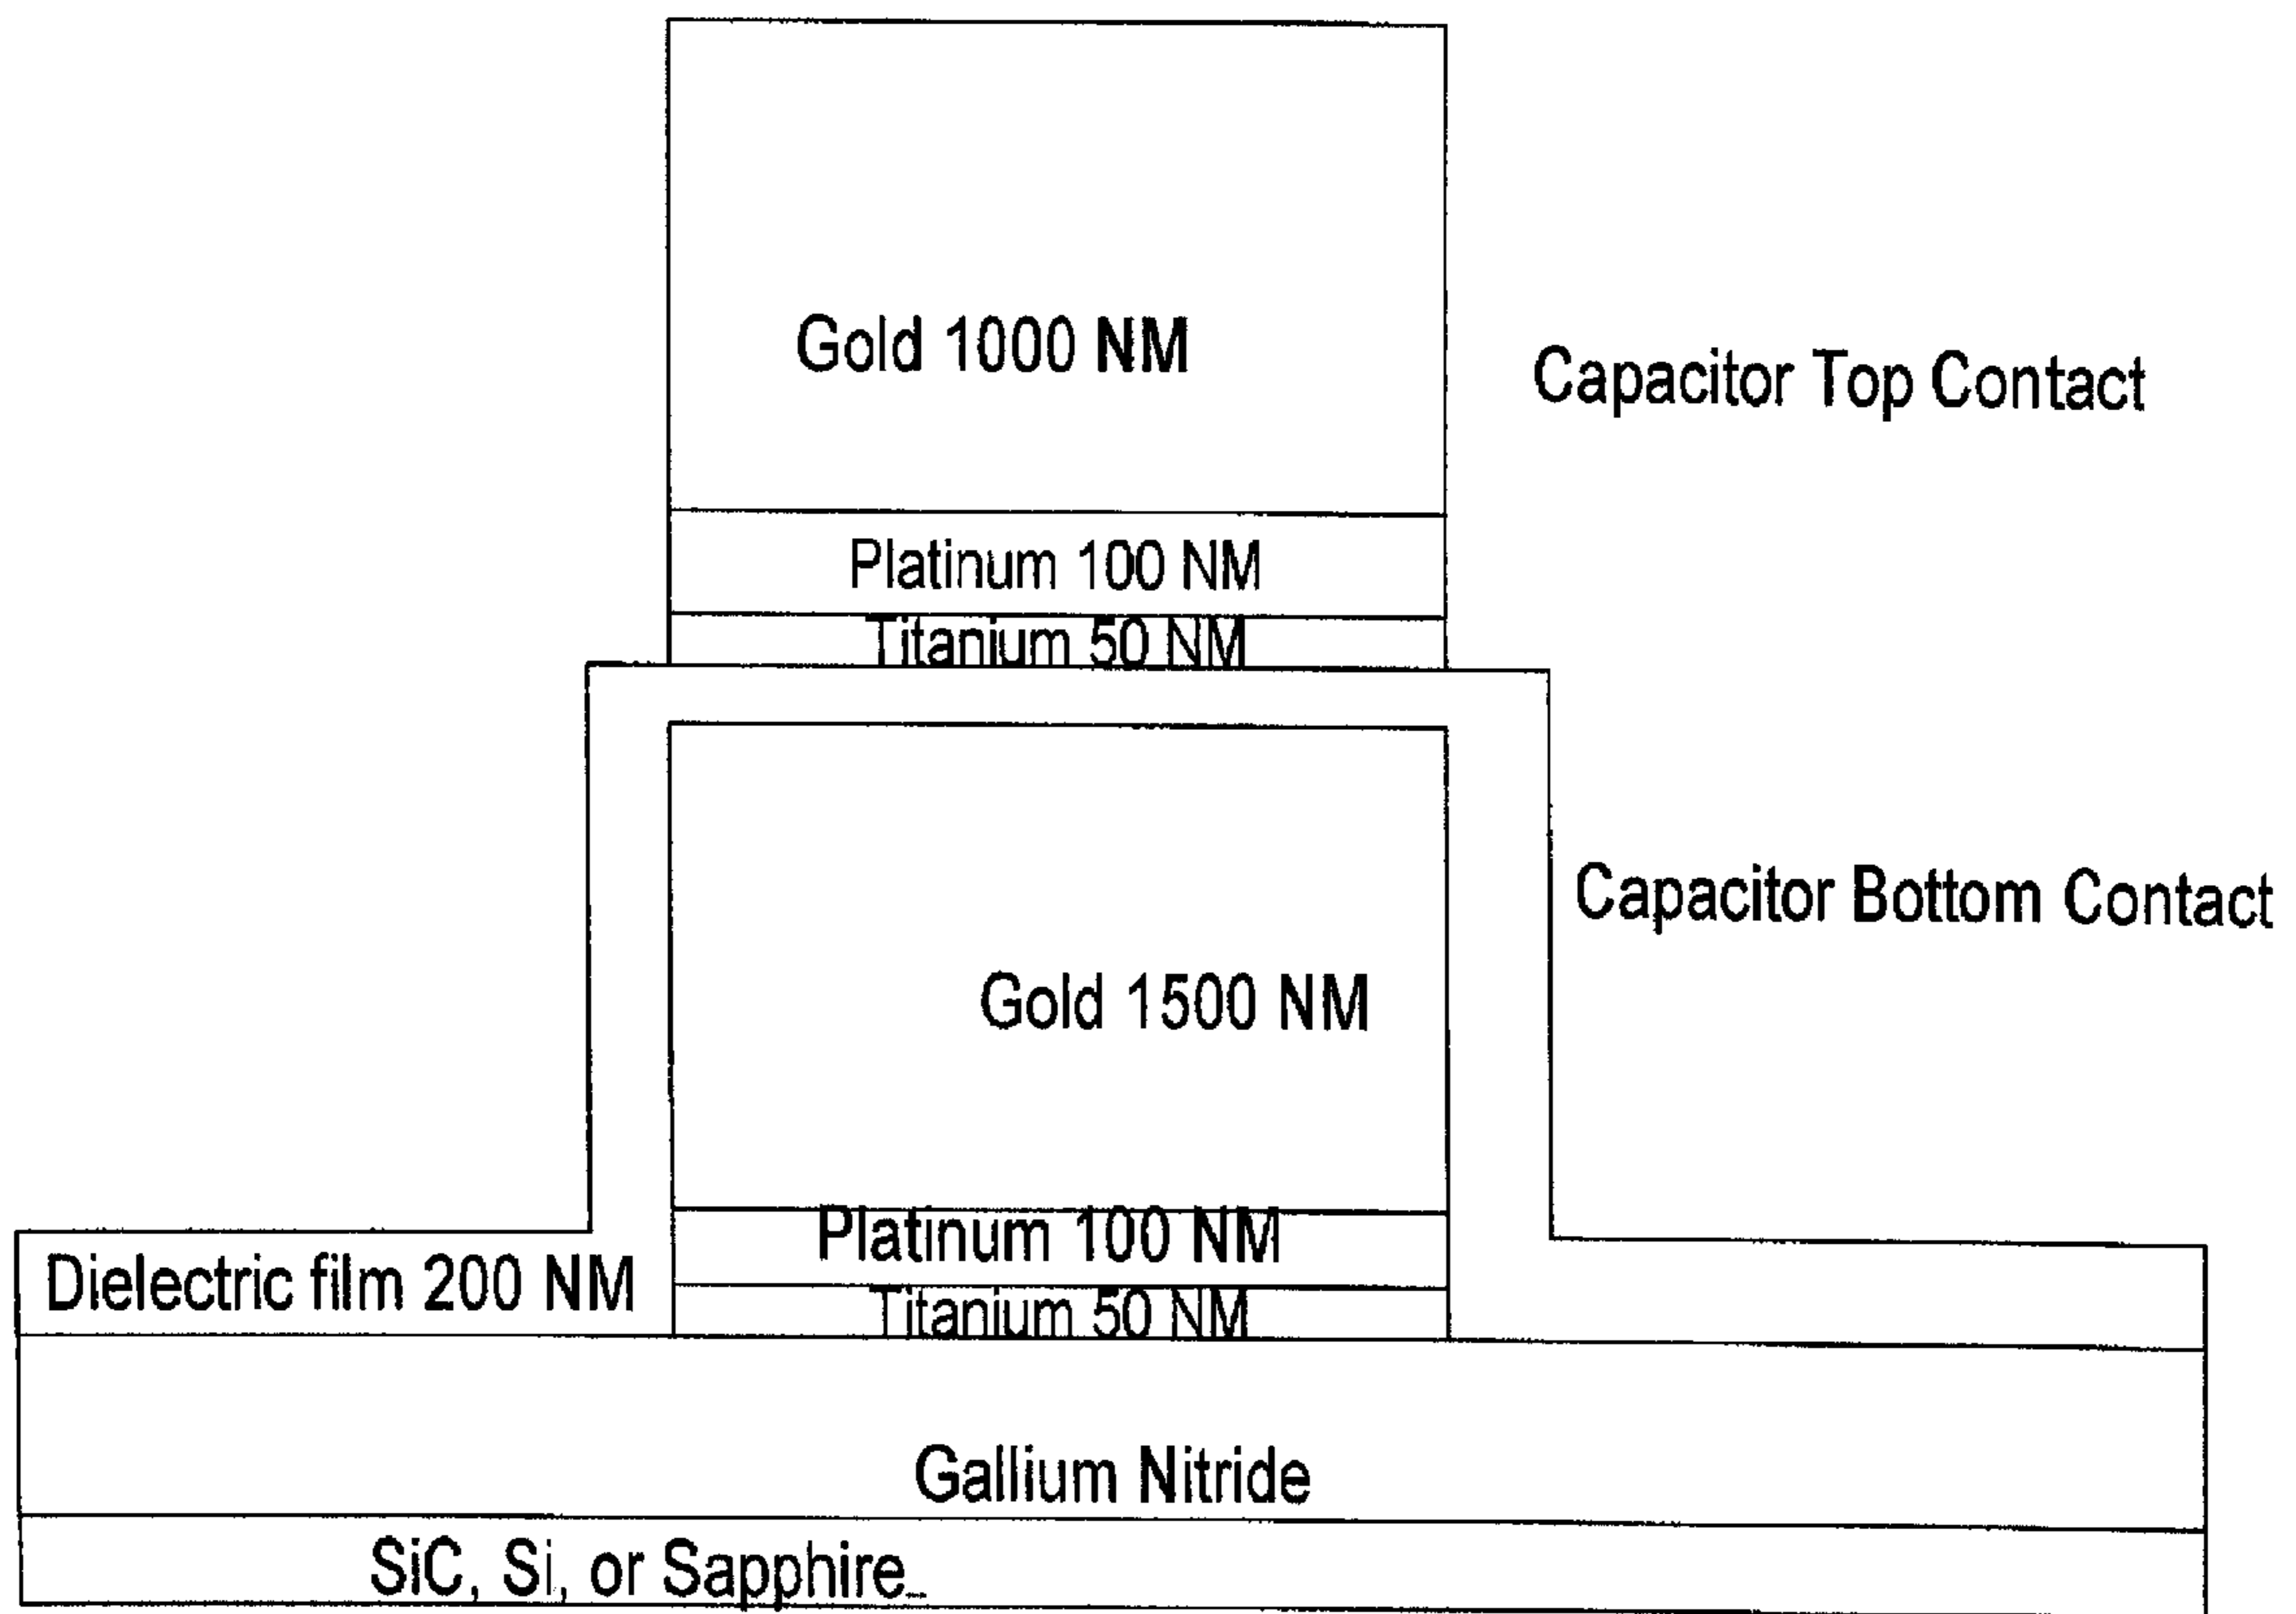 Gold 1000 NM
Capacitor Top Contact
Platinum 100 NM
Titanium 50 NM
Capacitor Bottom Contact
Gold 1500 NM
Platinum 100 NM
Dielectric film 200 NM
Titanium 50 NM
Gallium Nitride
SiC, Si, or Sapphire